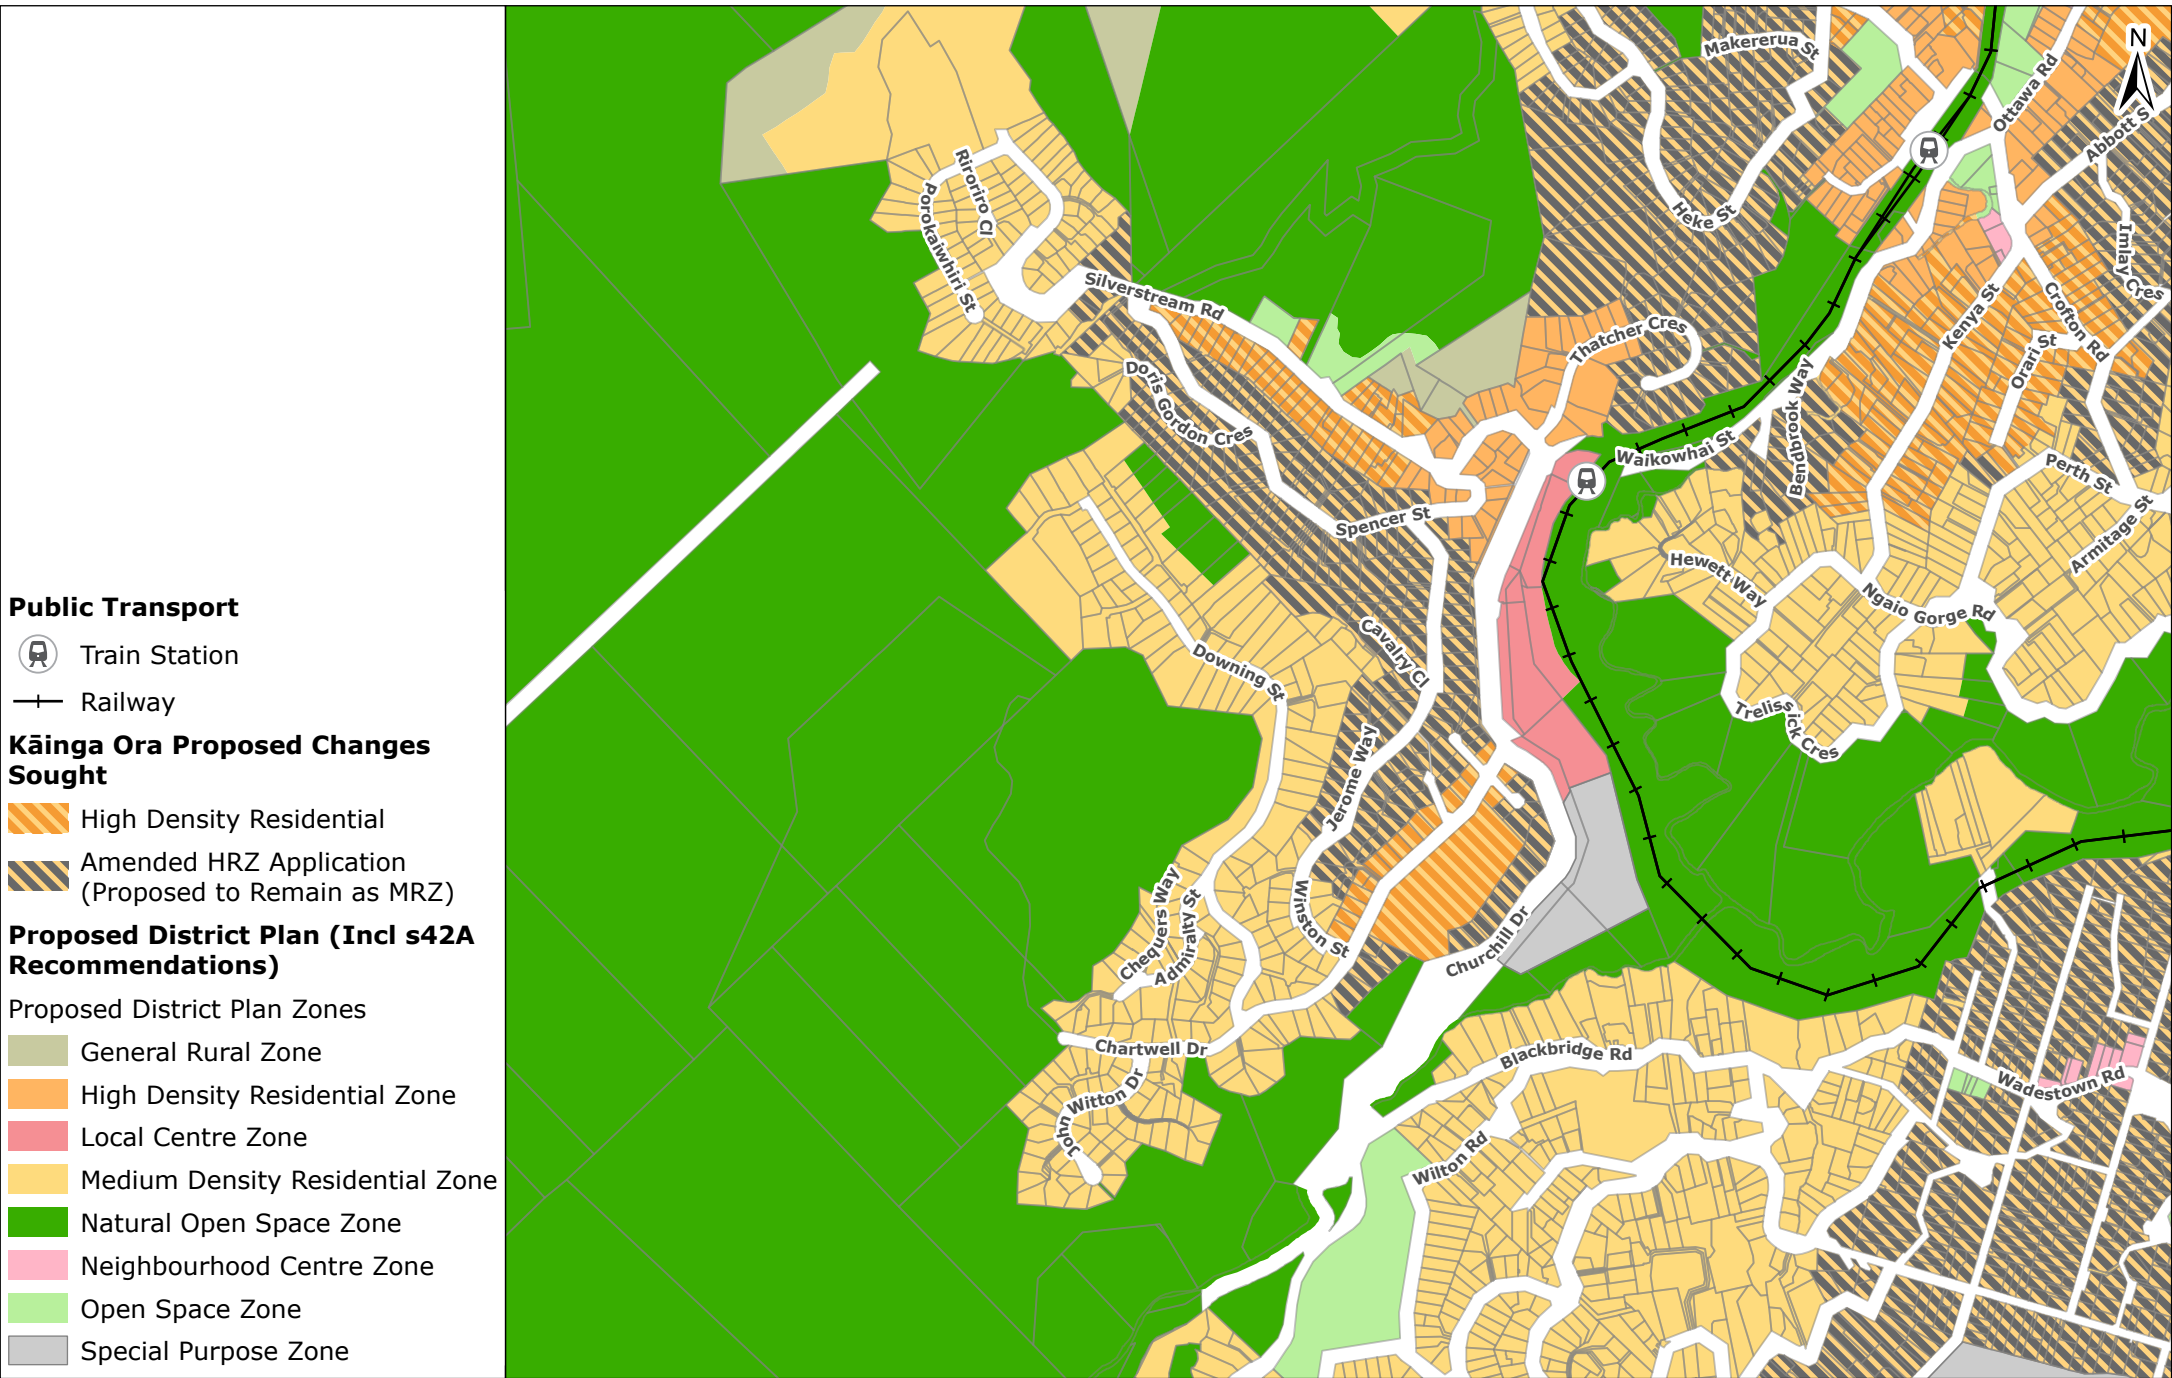 Public Transport
Train Station
Railway
Kāinga Ora Proposed Changes
Sought
High Density Residential
Amended HRZ Application
(Proposed to Remain as MRZ)
Proposed District Plan (Incl s42A
Recommendations)
Proposed District Plan Zones
General Rural Zone
High Density Residential Zone
Local Centre Zone
Medium Density Residential Zone
Natural Open Space Zone
Neighbourhood Centre Zone
Open Space Zone
Special Purpose Zone
N
Makererua St
Ottawa Rd
Abbott S
Heke St
Imlay Cres
Riroriro Cl
Porokaiwhiri St
Silverstream Rd
Thatcher Cres
Kenya St
Crofton Rd
Orari St
Doris Gordon Cres
Waikowhai St
Bendbrook Way
Perth St
Armitage St
Spencer St
Hewett Way
Ngaio Gorge Rd
Cavalry Cl
Downing St
Trelissick Cres
Jerome Way
Winston St
Churchill Dr
Chequers Way
Admiralty St
Chartwell Dr
John Witton Dr
Blackbridge Rd
Wadestown Rd
Wilton Rd